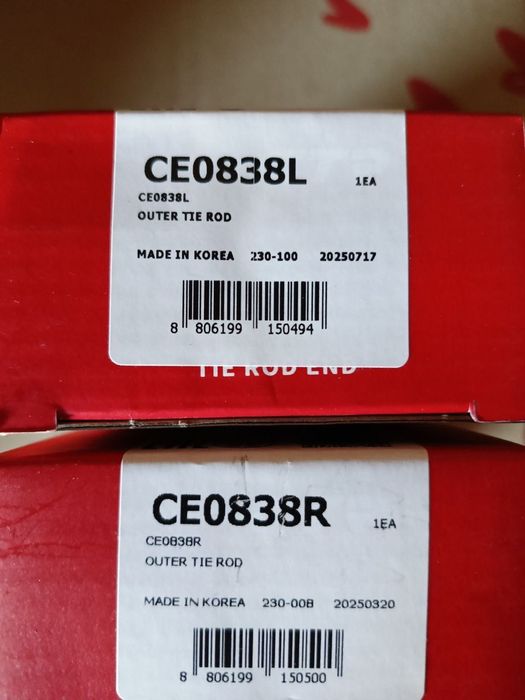 CE0838L 1EA
CE0838L
OUTER TIE ROD
MADE IN KOREA 230-100 20250717
8 806199 150494
TIE ROD END
CE0838R 1EA
CE0838R
OUTER TIE ROD
MADE IN KOREA 230-00B 20250320
8 806199 150500